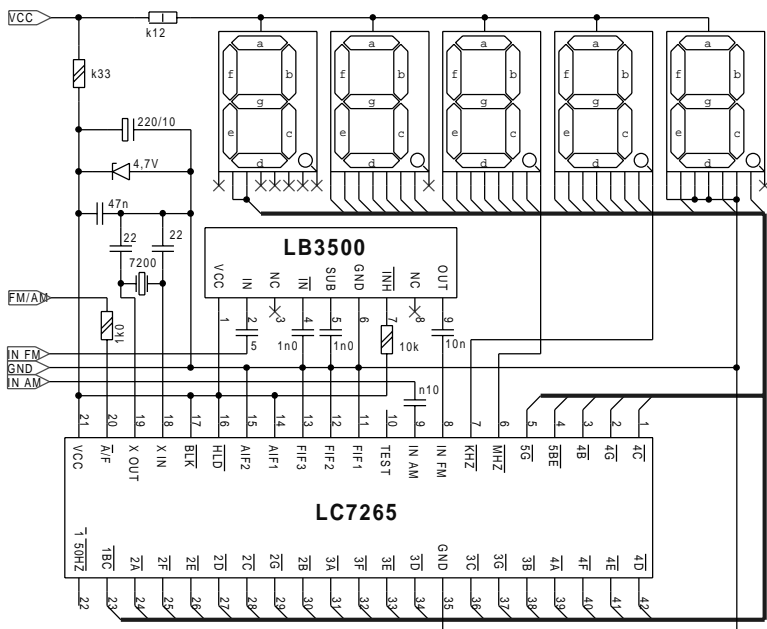 VCC
k12
k33
220/10
4,7V
47n
22
22
7200
a
b
c
d
e
f
g
a
b
c
d
e
f
g
a
b
c
d
e
f
g
a
b
c
d
e
f
g
a
b
c
d
e
f
g
LB3500
VCC IN NC IN SUB GND INH NC OUT
1 2 3 4 5 6 7 8 9
FM/AM
1k0
5
1n0
1n0
10k
10n
IN FM
GND
IN AM
n10
21 20 19 18 17 16 15 14 13 12 11 10 9 8 7 6 5 4 3 2 1
VCC A/F X OUT X IN BLK HLD AIF2 AIF1 FIF3 FIF2 FIF1 TEST IN AM IN FM KHZ MHZ 5G 5BE 4B 4G 4C
LC7265
1 50HZ 1BC 2A 2F 2E 2D 2C 2G 2B 3A 3F 3E 3D GND 3C 3G 3B 4A 4F 4E 4D
22 23 24 25 26 27 28 29 30 31 32 33 34 35 36 37 38 39 40 41 42